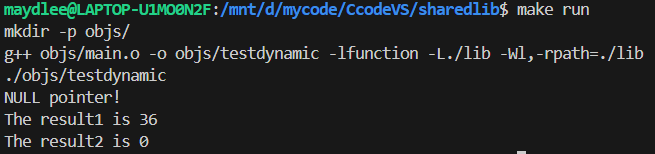 maydlee@LAPTOP-U1MO0N2F:/mnt/d/mycode/CcodeVS/sharedlib$ make run
mkdir -p objs/
g++ objs/main.o -o objs/testdynamic -lfunction -L./lib -Wl,-rpath=./lib
./objs/testdynamic
NULL pointer!
The result1 is 36
The result2 is 0